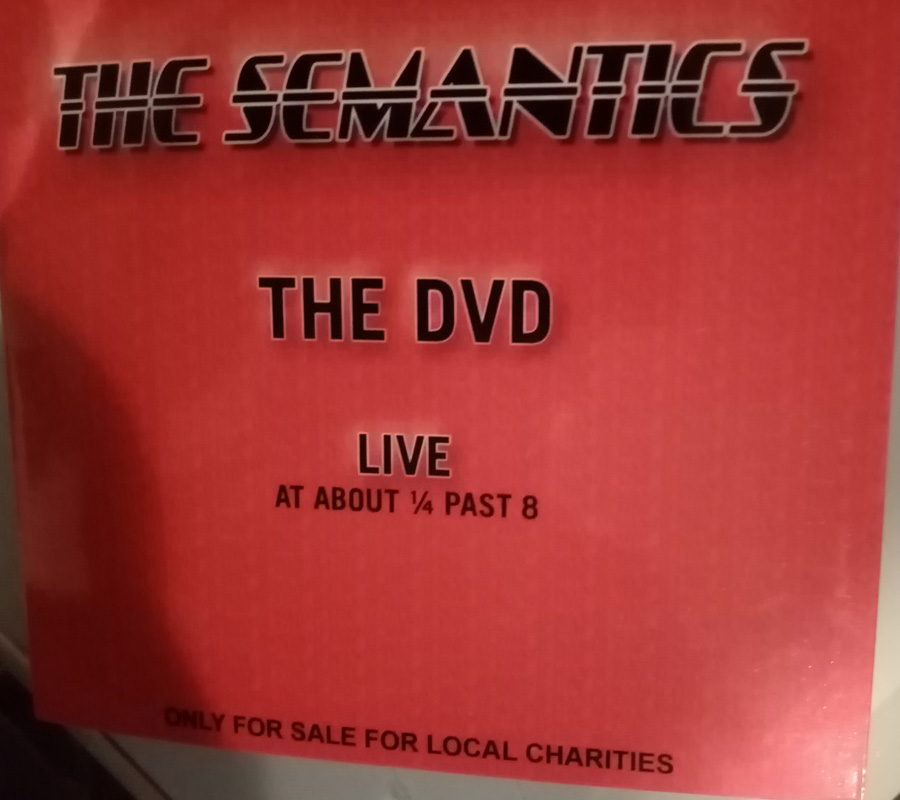 THE SEMANTICS
THE DVD
LIVE
AT ABOUT ¼ PAST 8
ONLY FOR SALE FOR LOCAL CHARITIES